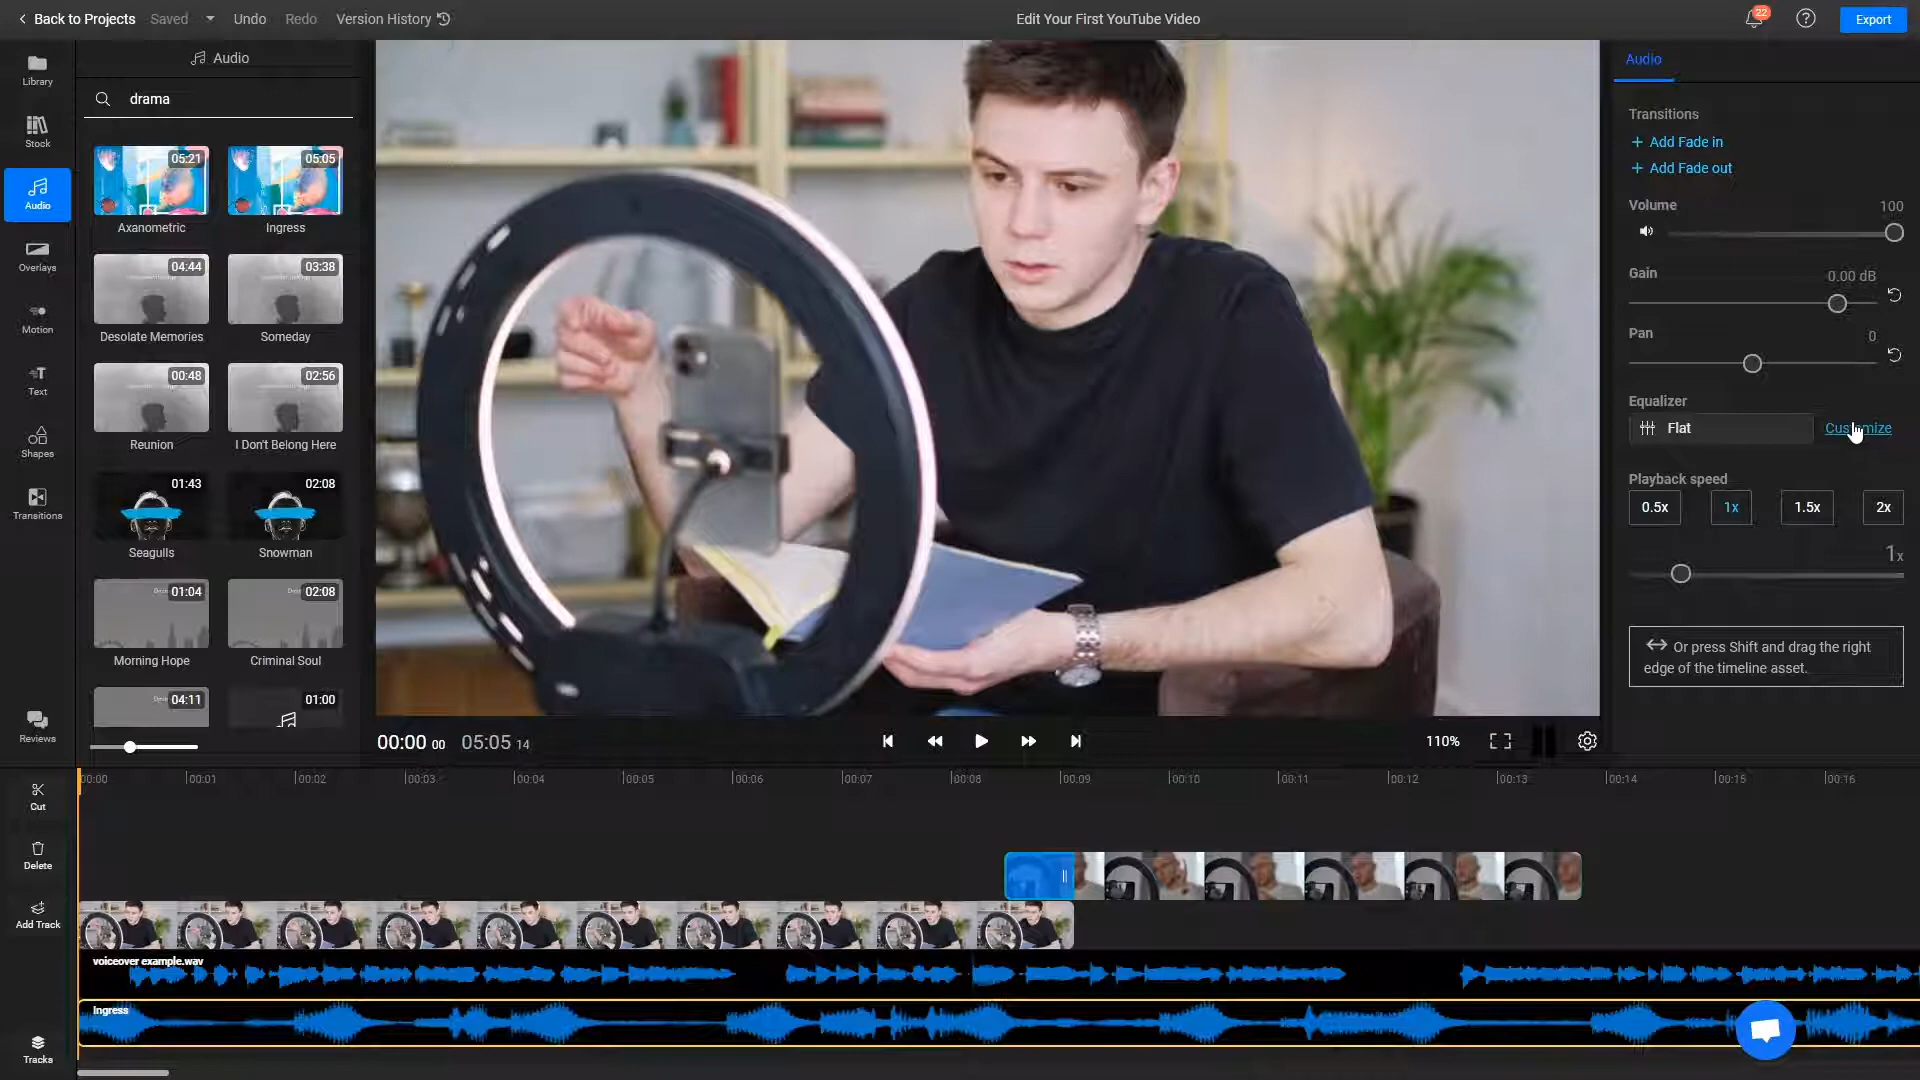 Back to Projects Saved Undo Redo Version History Edit Your First YouTube Video 22 Export
Library
Stock
Audio
Overlays
Motion
Text
Shapes
Transitions
Reviews
Audio
drama
05:21 05:05
Axanometric Ingress
04:44 03:38
Desolate Memories Someday
00:48 02:56
Reunion I Don't Belong Here
01:43 02:08
Seagulls Snowman
01:04 02:08
Morning Hope Criminal Soul
04:11 01:00
00:00 00 05:05 14 110%
Audio
Transitions
+ Add Fade in
+ Add Fade out
Volume 100
Gain 0.00 dB
Pan 0
Equalizer
Flat Customize
Playback speed
0.5x 1x 1.5x 2x
1x
Or press Shift and drag the right
edge of the timeline asset.
00:00 00:01 00:02 00:03 00:04 00:05 00:06 00:07 00:08 00:09 00:10 00:11 00:12 00:13 00:14 00:15 00:16
Cut
Delete
Add Track
Tracks
voiceover example.wav
Ingress